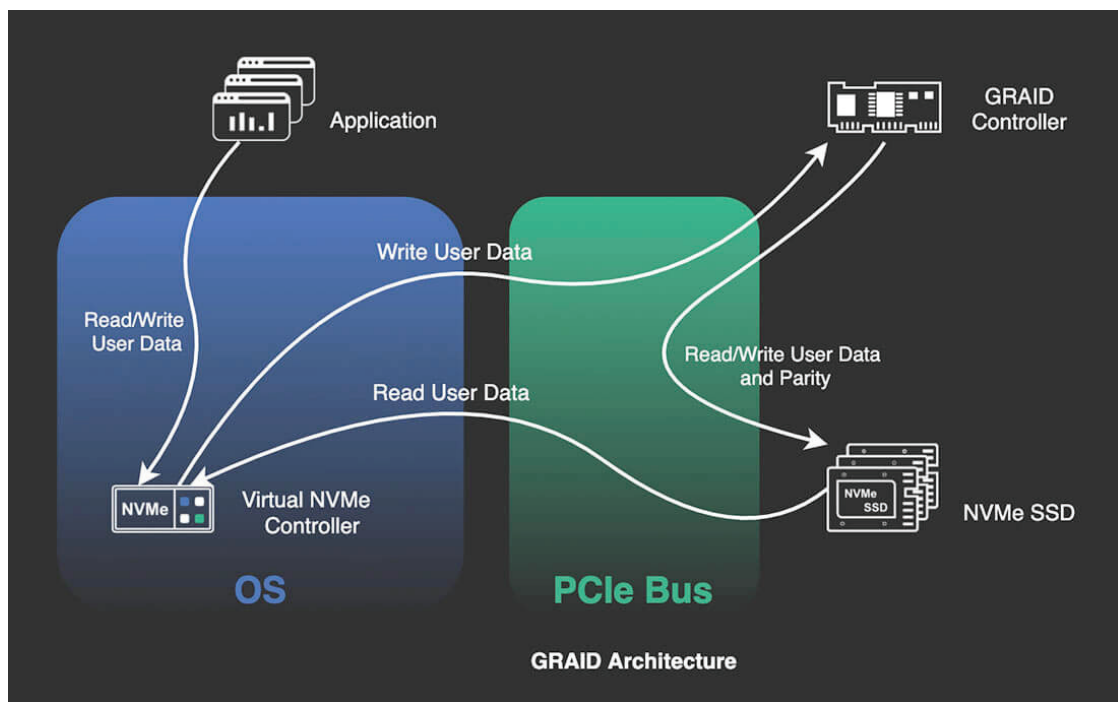 Application
GRAID
Controller
Write User Data
Read/Write
User Data
Read/Write User Data
and Parity
Read User Data
NVMe
Virtual NVMe
Controller
NVMe
SSD
NVMe SSD
OS
PCIe Bus
GRAID Architecture